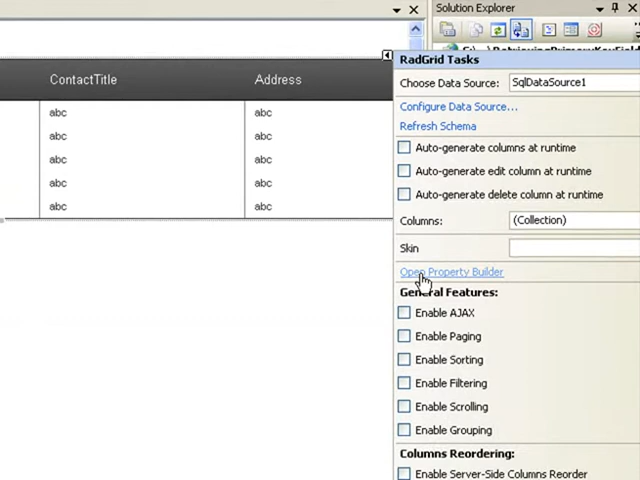 Solution Explorer
RadGrid Tasks
ContactTitle Address
Choose Data Source: SqlDataSource1
Configure Data Source...
abc abc
Refresh Schema
abc abc
Auto-generate columns at runtime
abc abc
Auto-generate edit column at runtime
abc abc
Auto-generate delete column at runtime
abc abc
Columns: (Collection)
Skin
Open Property Builder
General Features:
Enable AJAX
Enable Paging
Enable Sorting
Enable Filtering
Enable Scrolling
Enable Grouping
Columns Reordering:
Enable Server-Side Columns Reorder